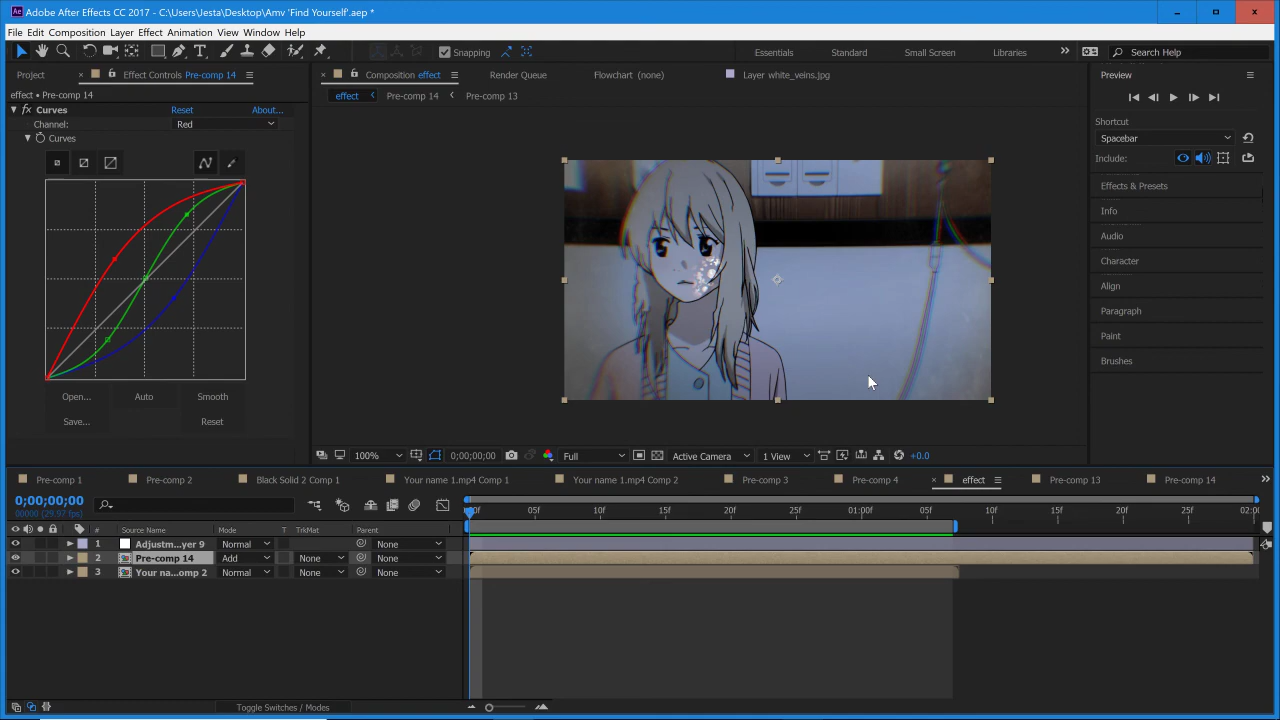 Adobe After Effects CC 2017 - C:\Users\Jesta\Desktop\Amv 'Find Yourself'.aep *
File Edit Composition Layer Effect Animation View Window Help
Snapping
Essentials Standard Small Screen Libraries » Search Help
Project Effect Controls Pre-comp 14
Composition effect Render Queue Flowchart (none) Layer white_veins.jpg
Preview
effect • Pre-comp 14
effect Pre-comp 14 Pre-comp 13
fx Curves Reset About...
Channel: Red
Curves
Shortcut
Spacebar
Include:
Effects & Presets
Info
Audio
Character
Align
Paragraph
Paint
Brushes
Open... Auto Smooth
Save... Reset
100% 0;00;00;00 Full Active Camera 1 View +0.0
Pre-comp 1 Pre-comp 2 Black Solid 2 Comp 1 Your name 1.mp4 Comp 1 Your name 1.mp4 Comp 2 Pre-comp 3 Pre-comp 4 effect Pre-comp 13 Pre-comp 14 »
0;00;00;00
00000 (29.97 fps)
:00f 05f 10f 15f 20f 25f 01:00f 05f 10f 15f 20f 25f 02:00
# Source Name Mode T TrkMat Parent
1 Adjustm...yer 9 Normal None
2 Pre-comp 14 Add None None
3 Your na...omp 2 Normal None None
Toggle Switches / Modes